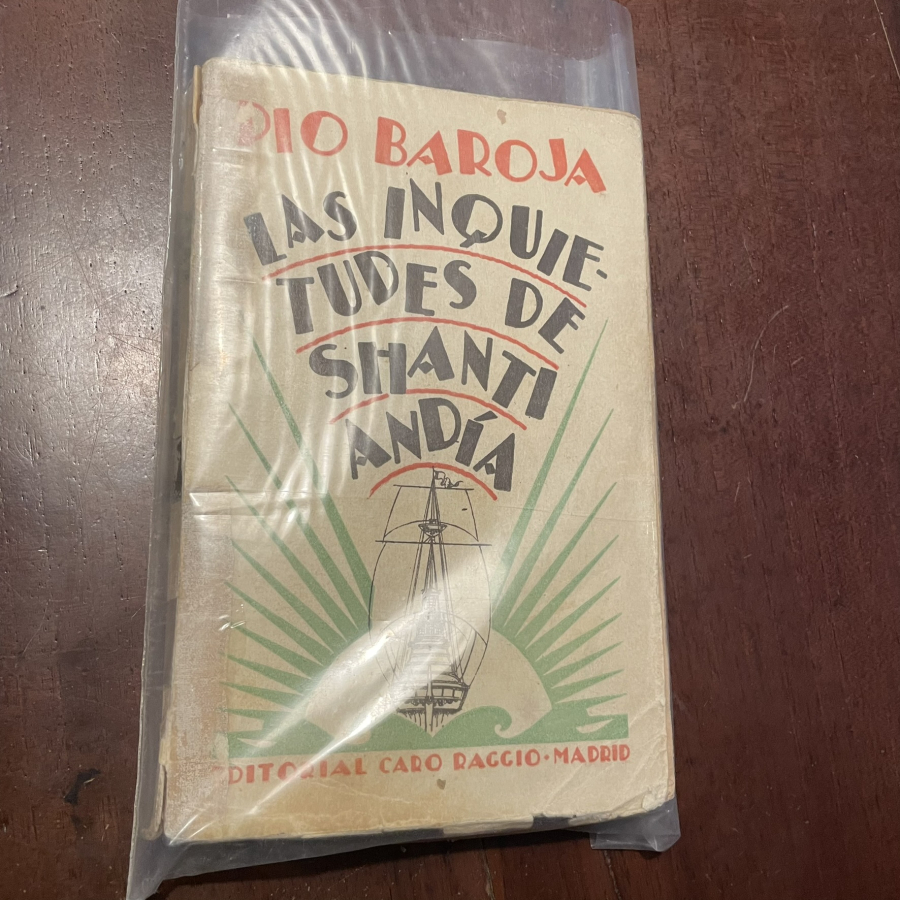 PIO BAROJA
LAS INQUIE-
TUDES DE
SHANTI
ANDÍA
EDITORIAL CARO RAGGIO · MADRID